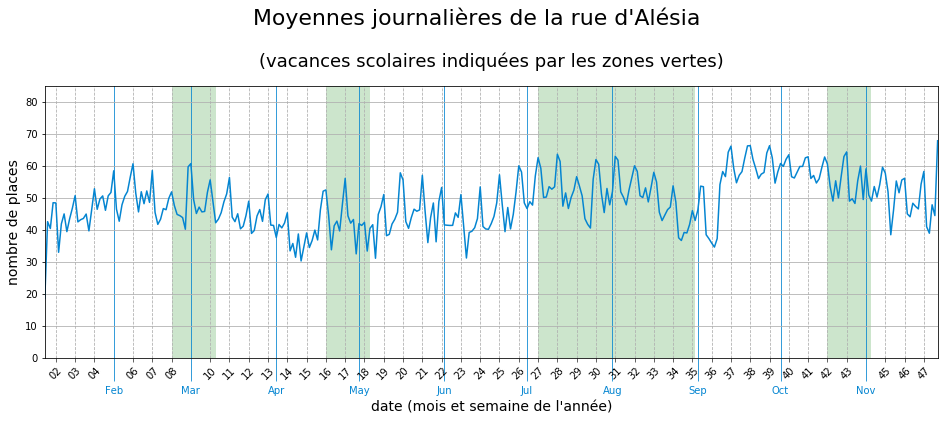 Moyennes journalières de la rue d'Alésia
(vacances scolaires indiquées par les zones vertes)
nombre de places
80
70
60
50
40
30
20
10
0
02 03 04 06 07 08 10 11 12 13 14 15 16 17 18 19 20 21 22 23 24 25 26 27 28 29 30 31 32 33 34 35 36 37 38 39 40 41 42 43 45 46 47
Feb Mar Apr May Jun Jul Aug Sep Oct Nov
date (mois et semaine de l'année)